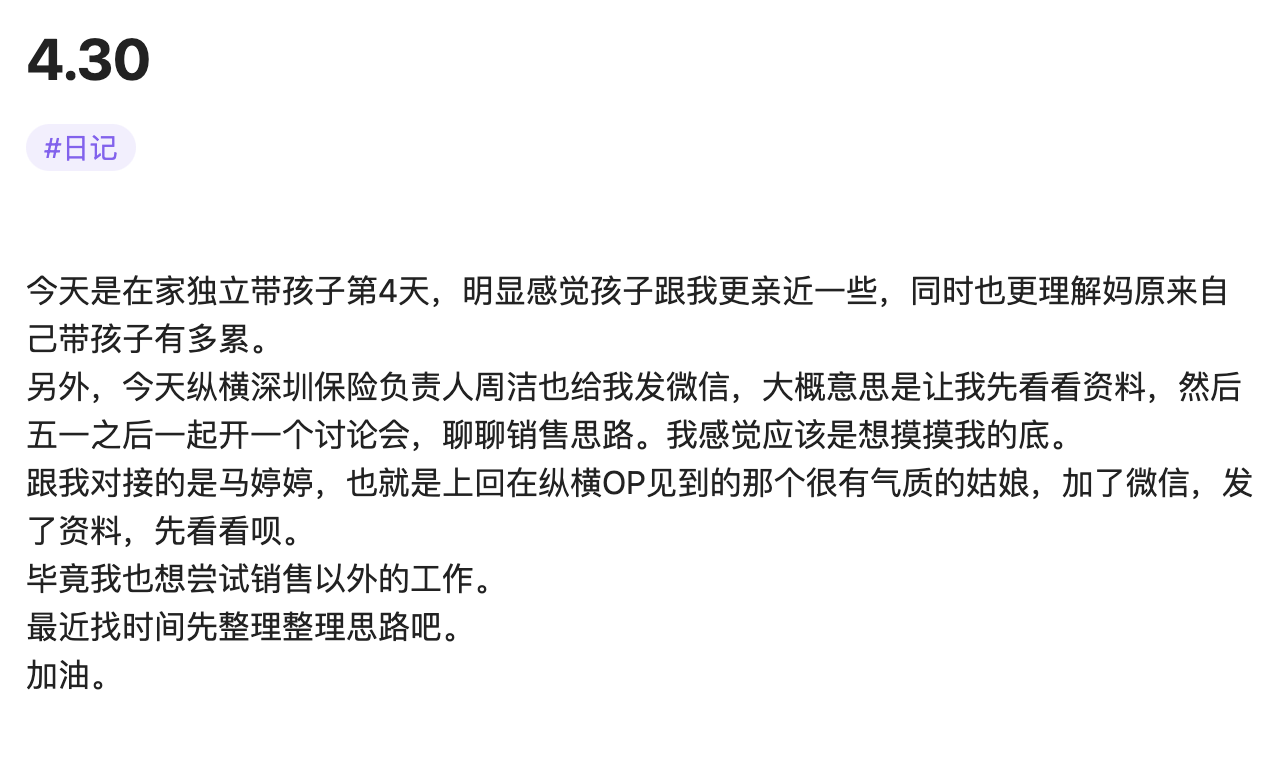 4.30
#日记
今天是在家独立带孩子第4天，明显感觉孩子跟我更亲近一些，同时也更理解妈原来自
己带孩子有多累。
另外，今天纵横深圳保险负责人周洁也给我发微信，大概意思是让我先看看资料，然后
五一之后一起开一个讨论会，聊聊销售思路。我感觉应该是想摸摸我的底。
跟我对接的是马婷婷，也就是上回在纵横OP见到的那个很有气质的姑娘，加了微信，发
了资料，先看看呗。
毕竟我也想尝试销售以外的工作。
最近找时间先整理整理思路吧。
加油。